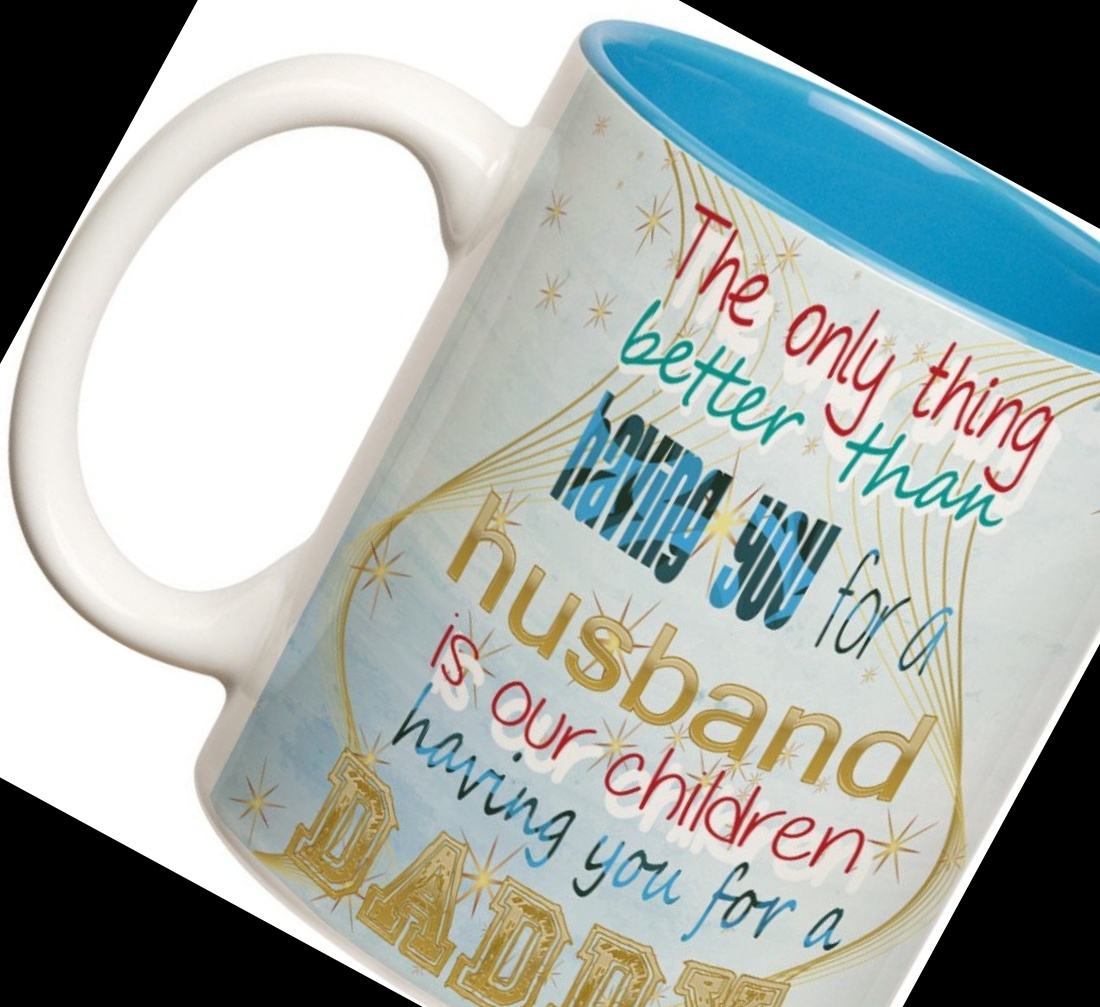 The only thing
better than
having you for a
husband
is our children
having you for a
DADDY